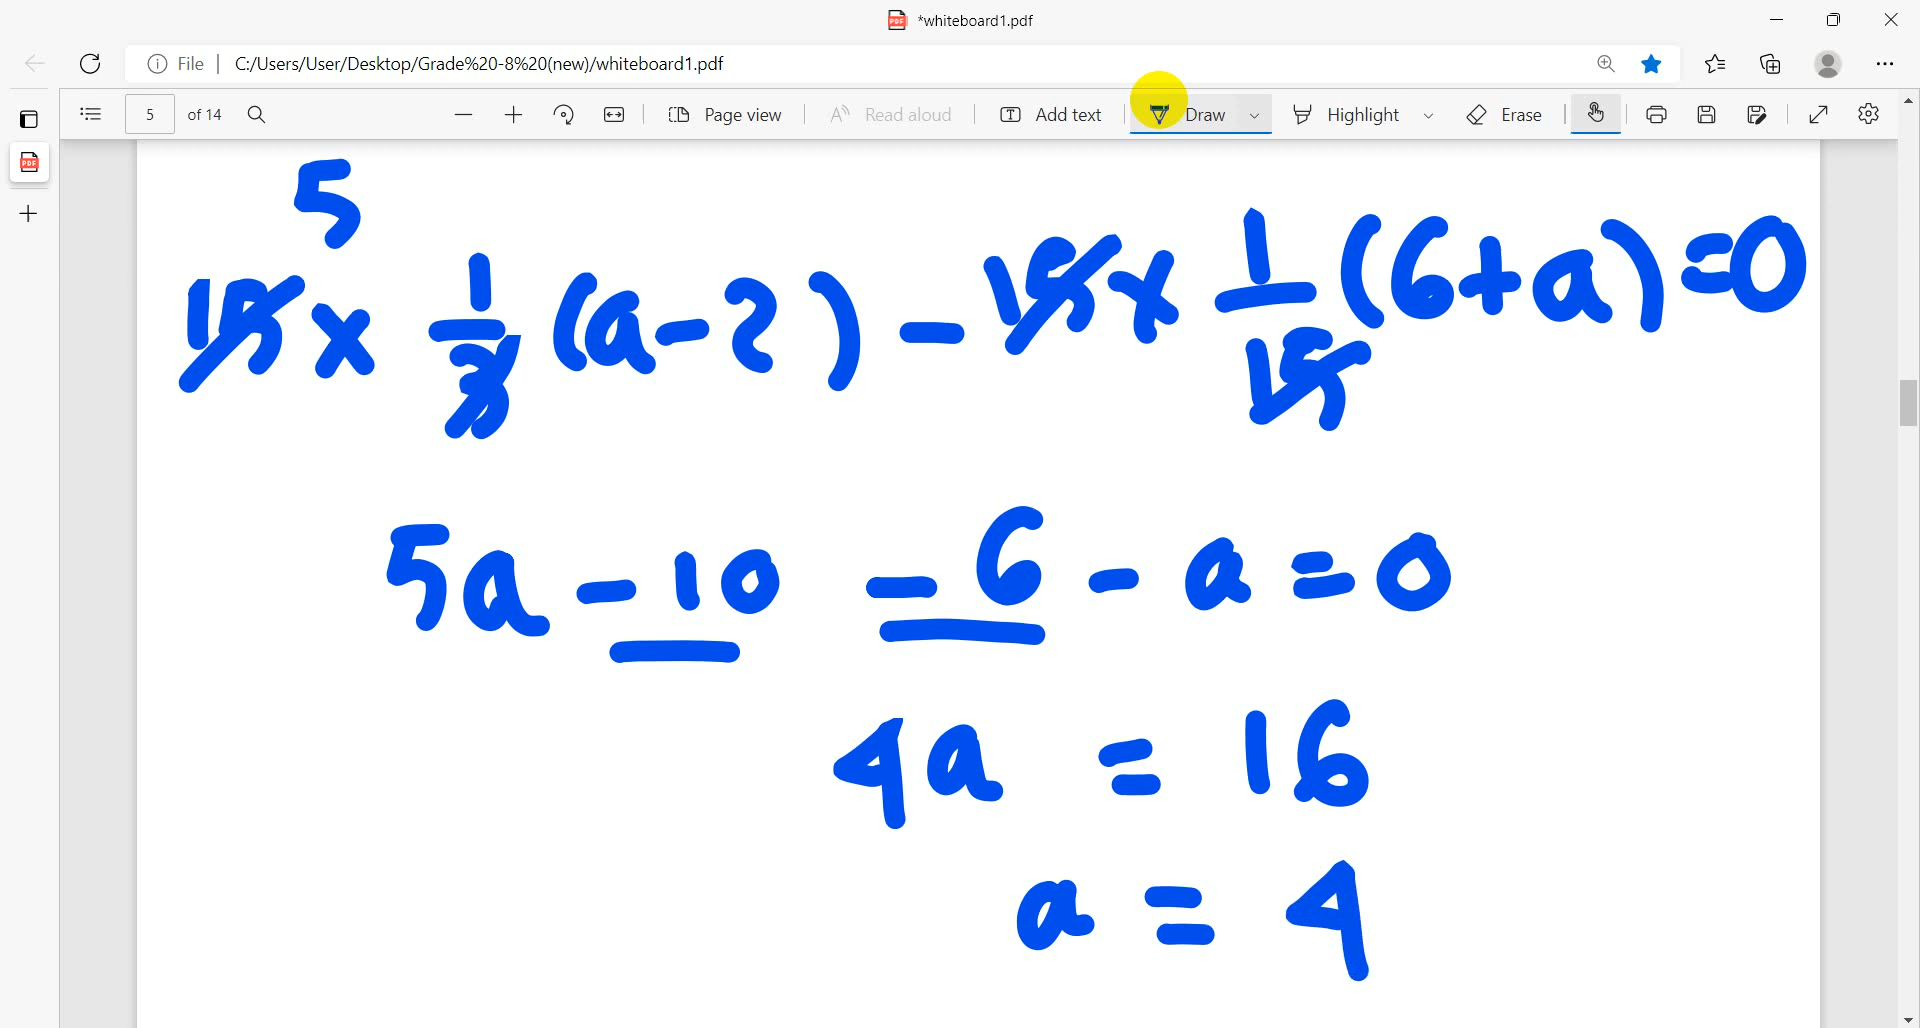 *whiteboard1.pdf
File | C:/Users/User/Desktop/Grade%20-8%20(new)/whiteboard1.pdf
5 of 14 Page view Read aloud Add text Draw Highlight Erase
5
15 × 1/3 (a - 2) - 15 × 1/15 (6 + a) = 0
5a - 10 - 6 - a = 0
4a = 16
a = 4